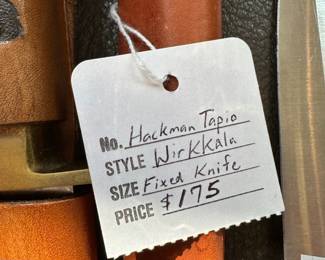 No. Hackman Tapio
STYLE Wirkkala
SIZE Fixed Knife
PRICE $175